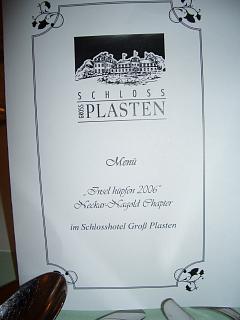 SCHLOSS
GROSS PLASTEN
Menü
„Insel hüpfen 2006"
Neckar-Nagold Chapter
im Schlosshotel Groß Plasten